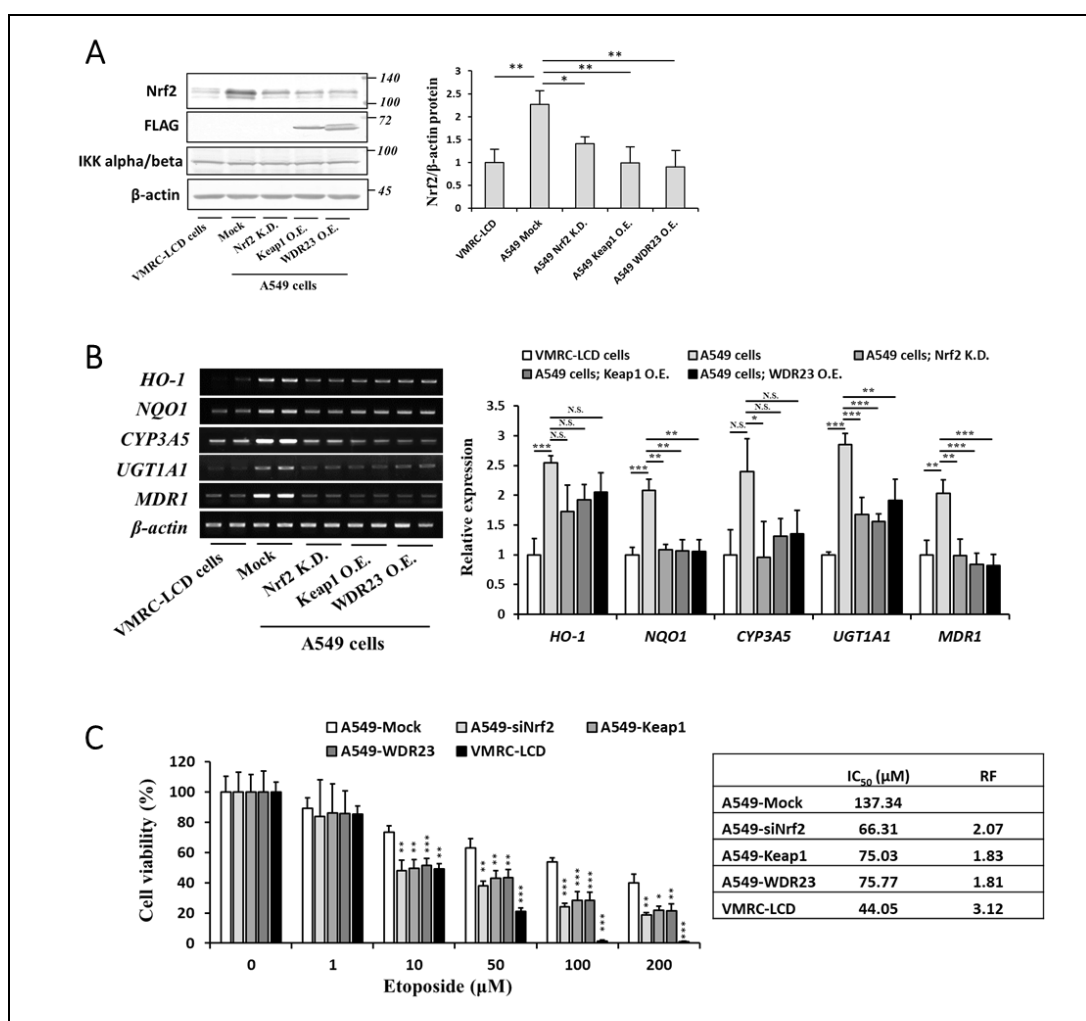 A
Nrf2
FLAG
IKK alpha/beta
β-actin
140
100
72
100
45
VMRC-LCD cells
Mock
Nrf2 K.D.
Keap1 O.E.
WDR23 O.E.
A549 cells
Nrf2/β-actin protein
3
2.5
2
1.5
1
0.5
0
**
**
**
*
VMRC-LCD
A549 Mock
A549 Nrf2 K.D.
A549 Keap1 O.E.
A549 WDR23 O.E.
B
HO-1
NQO1
CYP3A5
UGT1A1
MDR1
β-actin
VMRC-LCD cells
Mock
Nrf2 K.D.
Keap1 O.E.
WDR23 O.E.
A549 cells
VMRC-LCD cells A549 cells A549 cells; Nrf2 K.D.
A549 cells; Keap1 O.E. A549 cells; WDR23 O.E.
Relative expression
3.5
3
2.5
2
1.5
1
0.5
0
N.S.
N.S.
*** N.S.
**
**
*** **
N.S.
N.S.
N.S. *
**
***
*** ***
***
***
** **
HO-1 NQO1 CYP3A5 UGT1A1 MDR1
C
A549-Mock A549-siNrf2 A549-Keap1
A549-WDR23 VMRC-LCD
Cell viability (%)
120
100
80
60
40
20
0
** ** *** **
** ** ** ***
*** *** *** ***
** * ** ***
0 1 10 50 100 200
Etoposide (μM)
IC50 (μM) RF
A549-Mock 137.34
A549-siNrf2 66.31 2.07
A549-Keap1 75.03 1.83
A549-WDR23 75.77 1.81
VMRC-LCD 44.05 3.12